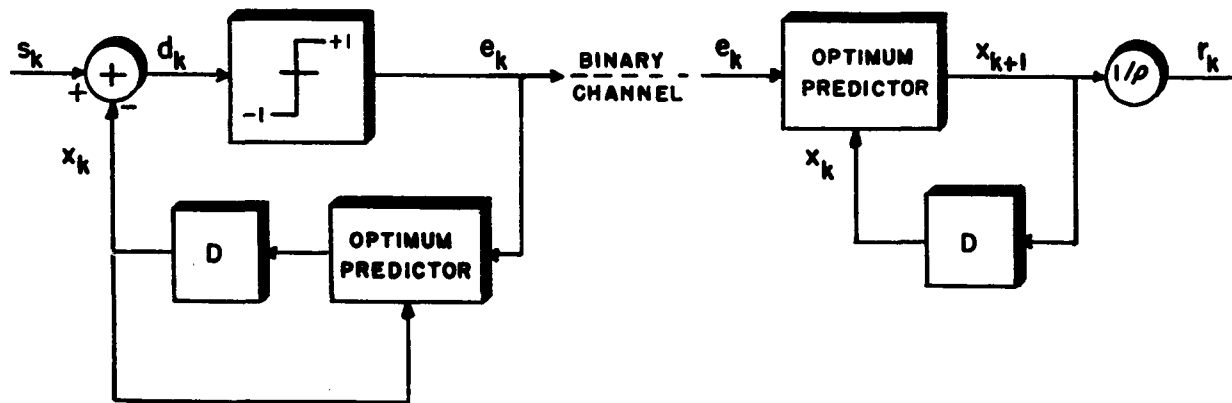 s_k
+
+
-
d_k
+1
-1
e_k
BINARY
CHANNEL
e_k
OPTIMUM
PREDICTOR
x_{k+1}
1/ρ
r_k
x_k
D
OPTIMUM
PREDICTOR
x_k
D